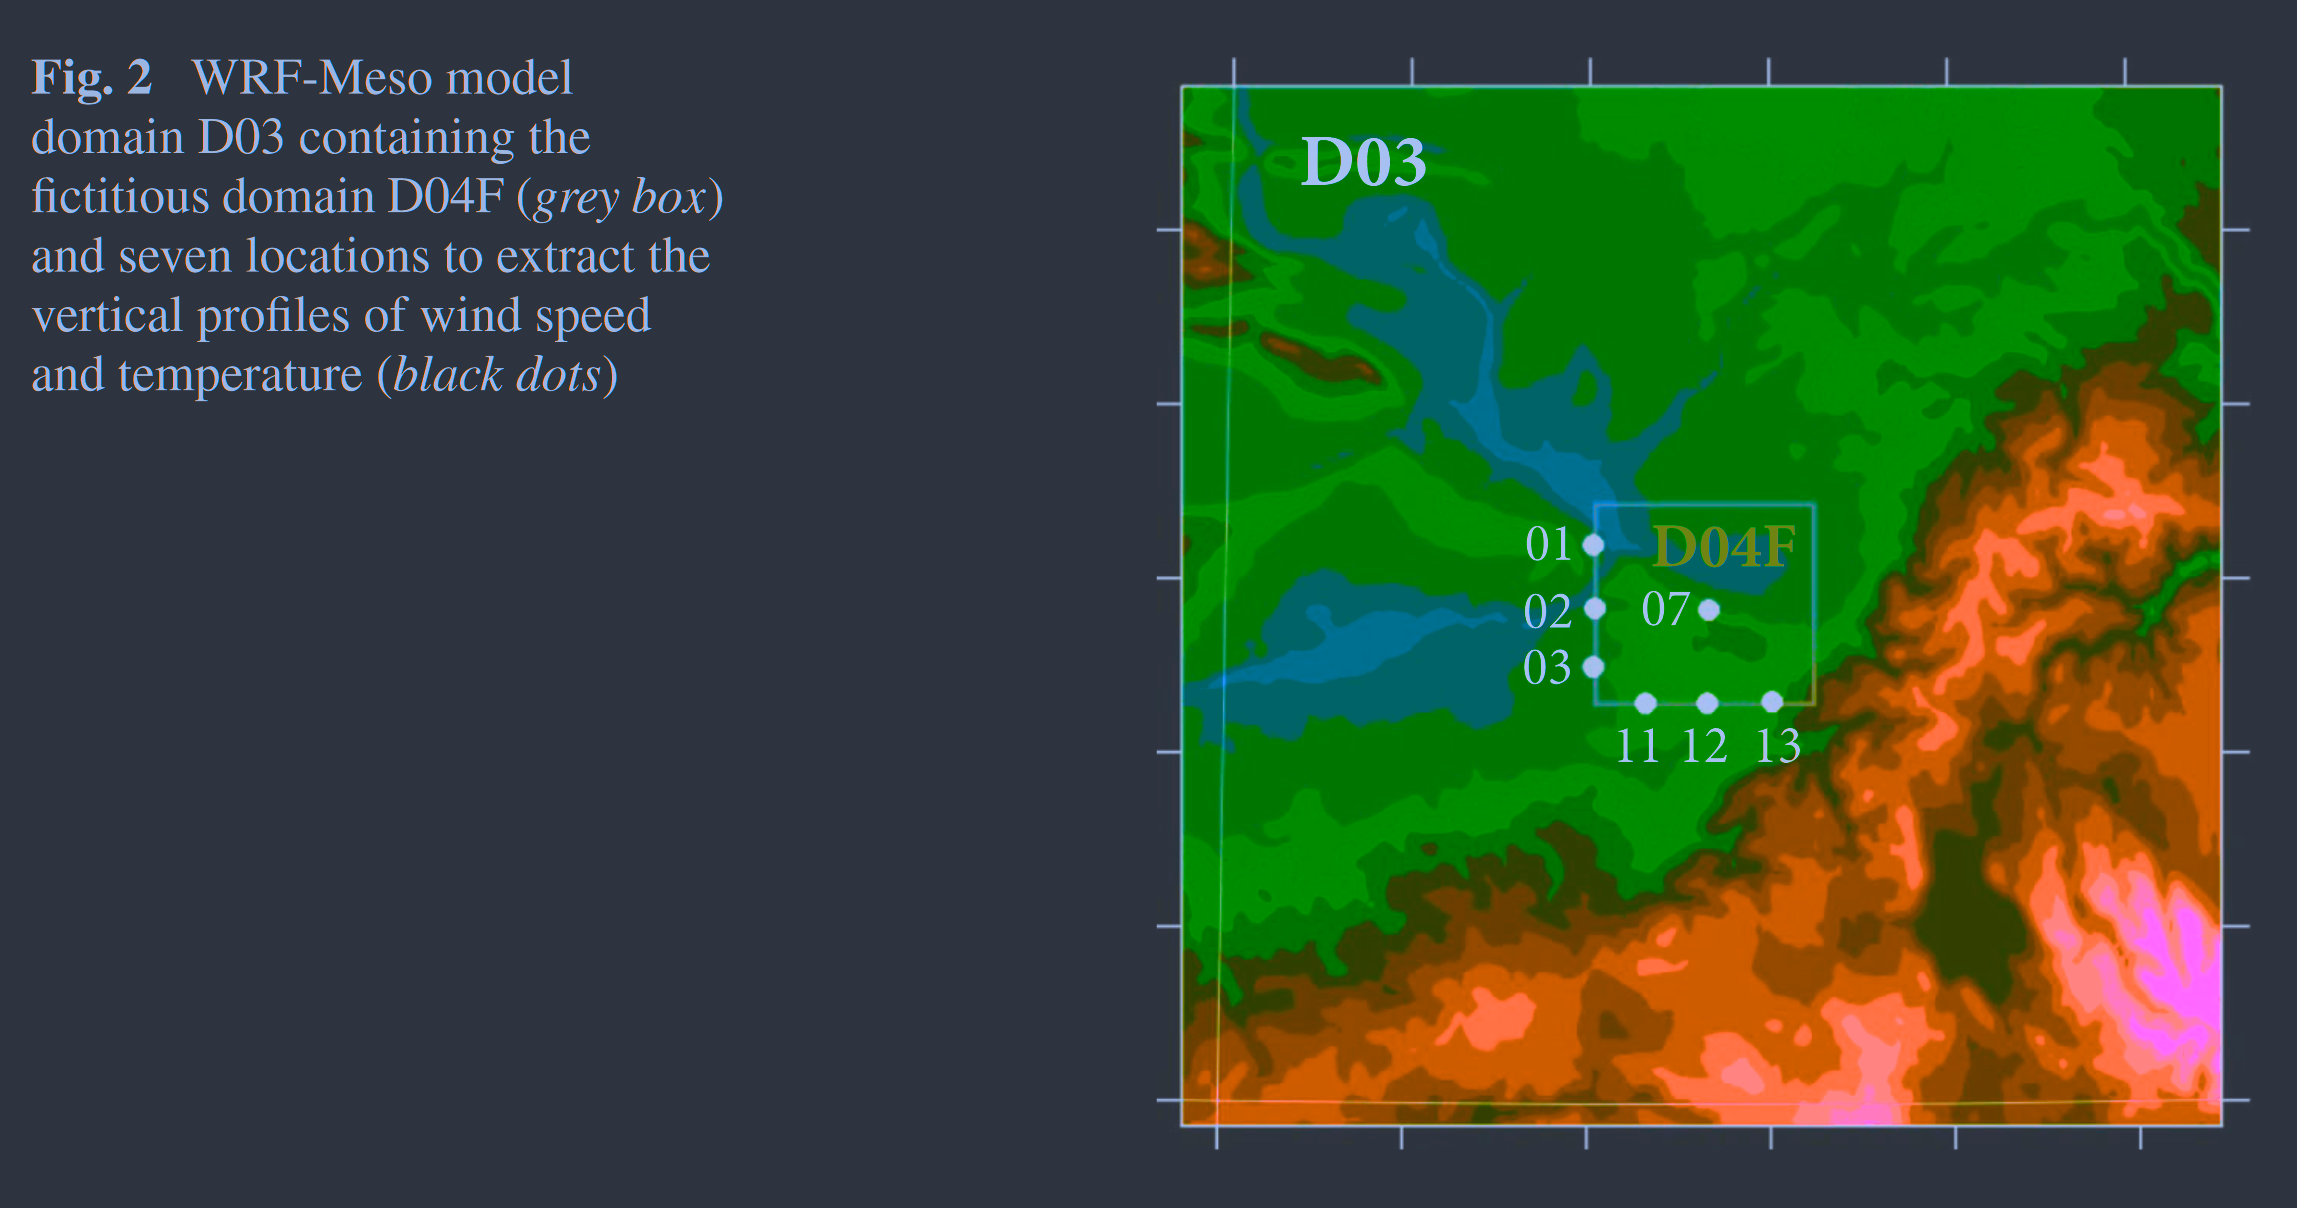 Fig. 2 WRF-Meso model
domain D03 containing the
fictitious domain D04F (grey box)
and seven locations to extract the
vertical profiles of wind speed
and temperature (black dots)
D03
D04F
01
02
07
03
11 12 13